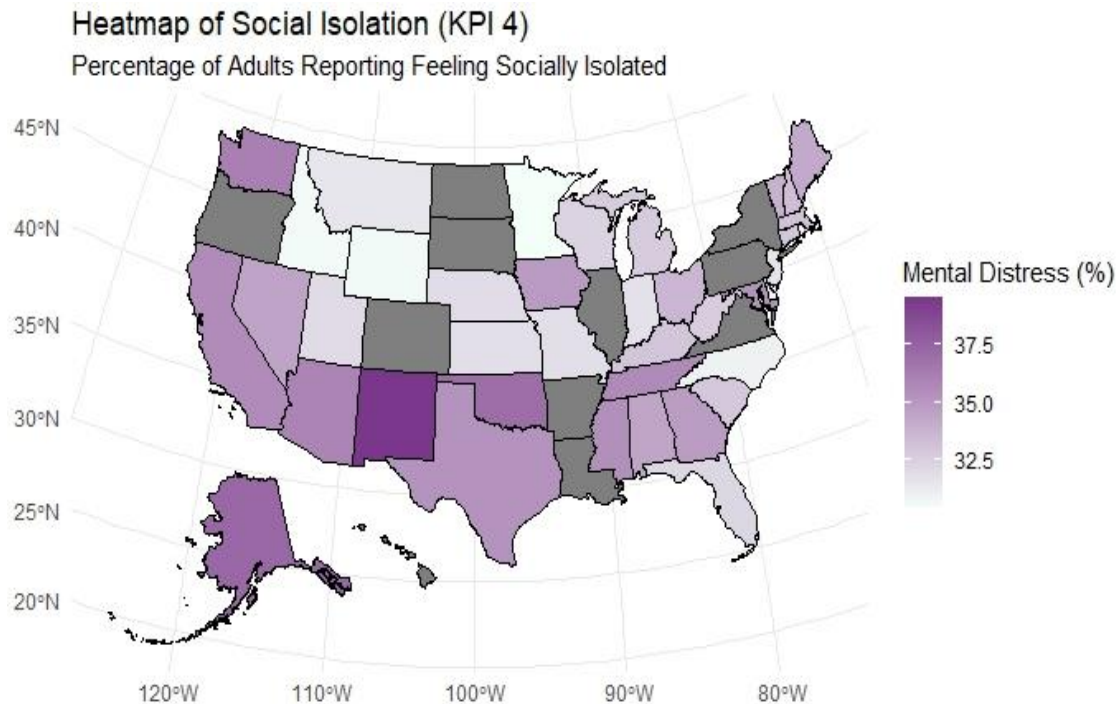 Heatmap of Social Isolation (KPI 4)
Percentage of Adults Reporting Feeling Socially Isolated
45°N
40°N
35°N
30°N
25°N
20°N
120°W 110°W 100°W 90°W 80°W
Mental Distress (%)
37.5
35.0
32.5